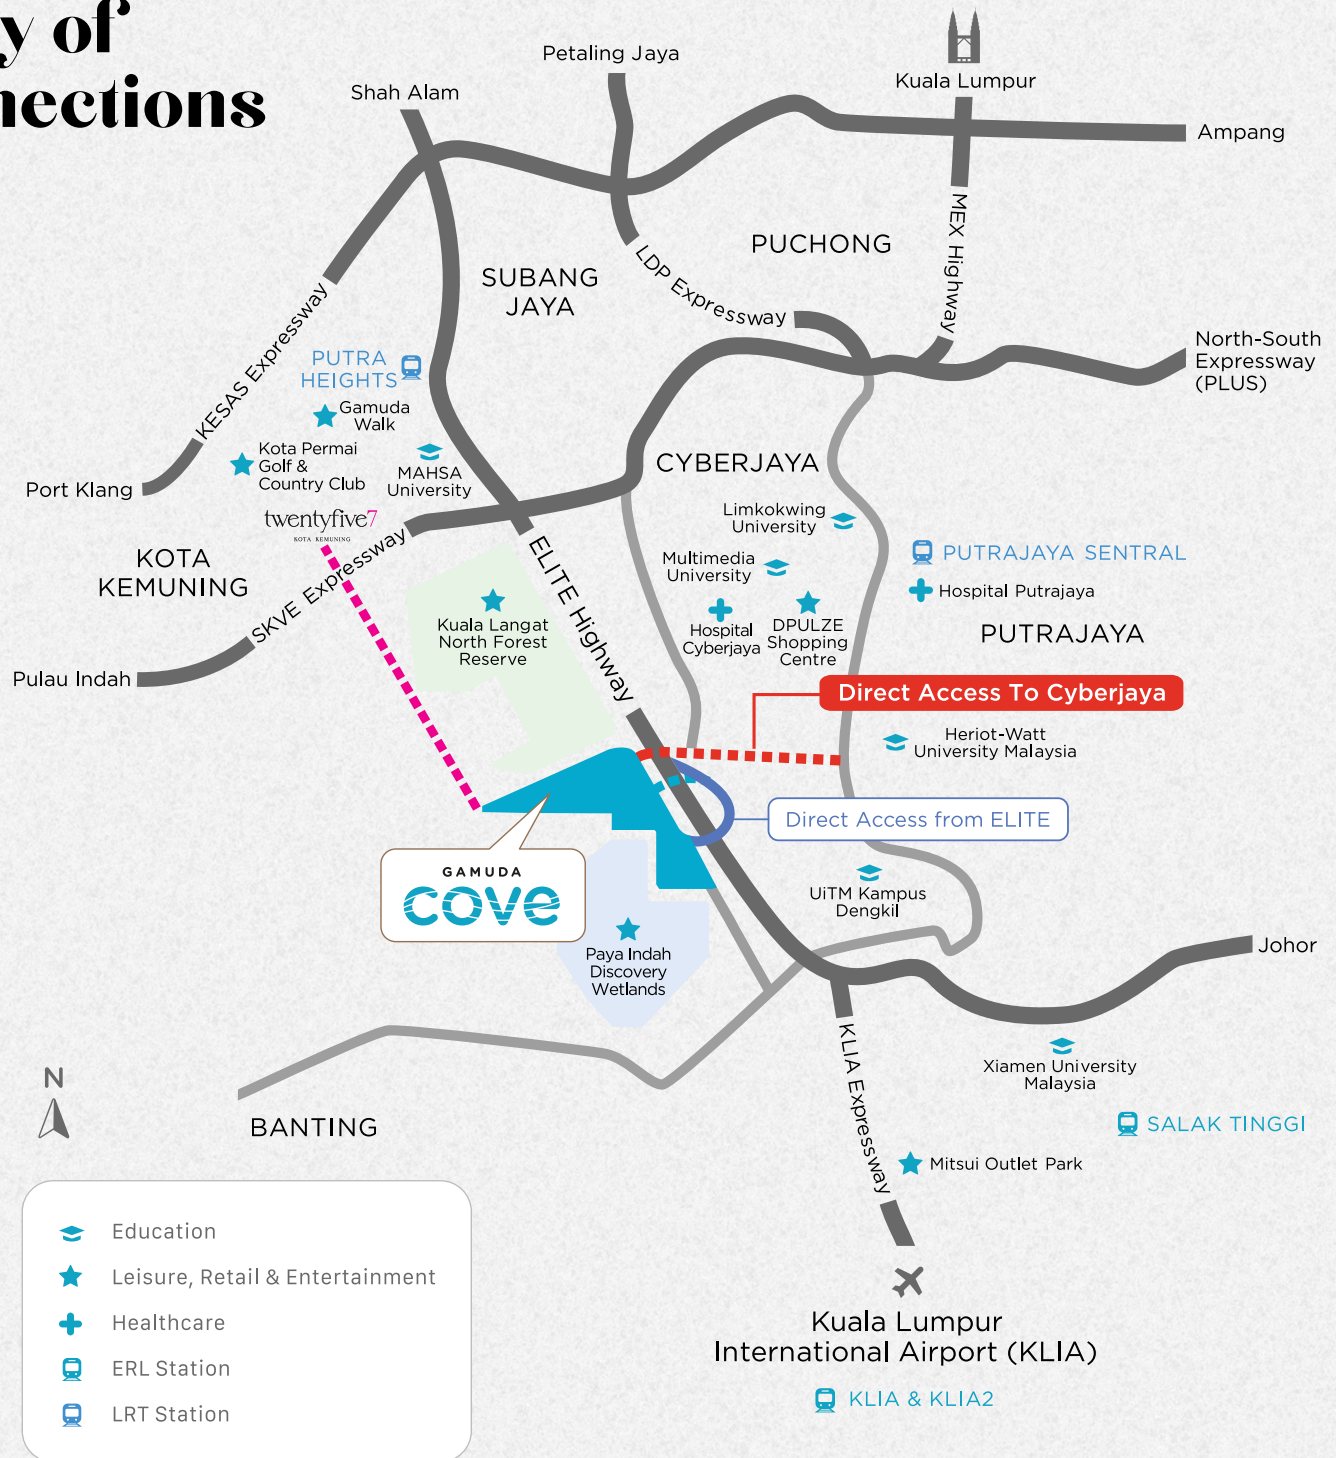 y of
nections
Petaling Jaya
Kuala Lumpur
Shah Alam
Ampang
MEX Highway
PUCHONG
LDP Expressway
SUBANG
JAYA
North-South
Expressway
(PLUS)
KESAS Expressway
PUTRA
HEIGHTS
Gamuda
Walk
Kota Permai
Golf &
Country Club
MAHSA
University
CYBERJAYA
Port Klang
twentyfive7
KOTA KEMUNING
Limkokwing
University
KOTA
KEMUNING
SKVE Expressway
ELITE Highway
Multimedia
University
PUTRAJAYA SENTRAL
Hospital Putrajaya
Kuala Langat
North Forest
Reserve
Hospital
Cyberjaya
DPULZE
Shopping
Centre
PUTRAJAYA
Pulau Indah
Direct Access To Cyberjaya
Heriot-Watt
University Malaysia
Direct Access from ELITE
GAMUDA
cove
UiTM Kampus
Dengkil
Paya Indah
Discovery
Wetlands
Johor
KLIA Expressway
Xiamen University
Malaysia
N
BANTING
SALAK TINGGI
Mitsui Outlet Park
Education
Leisure, Retail & Entertainment
Healthcare
ERL Station
LRT Station
Kuala Lumpur
International Airport (KLIA)
KLIA & KLIA2